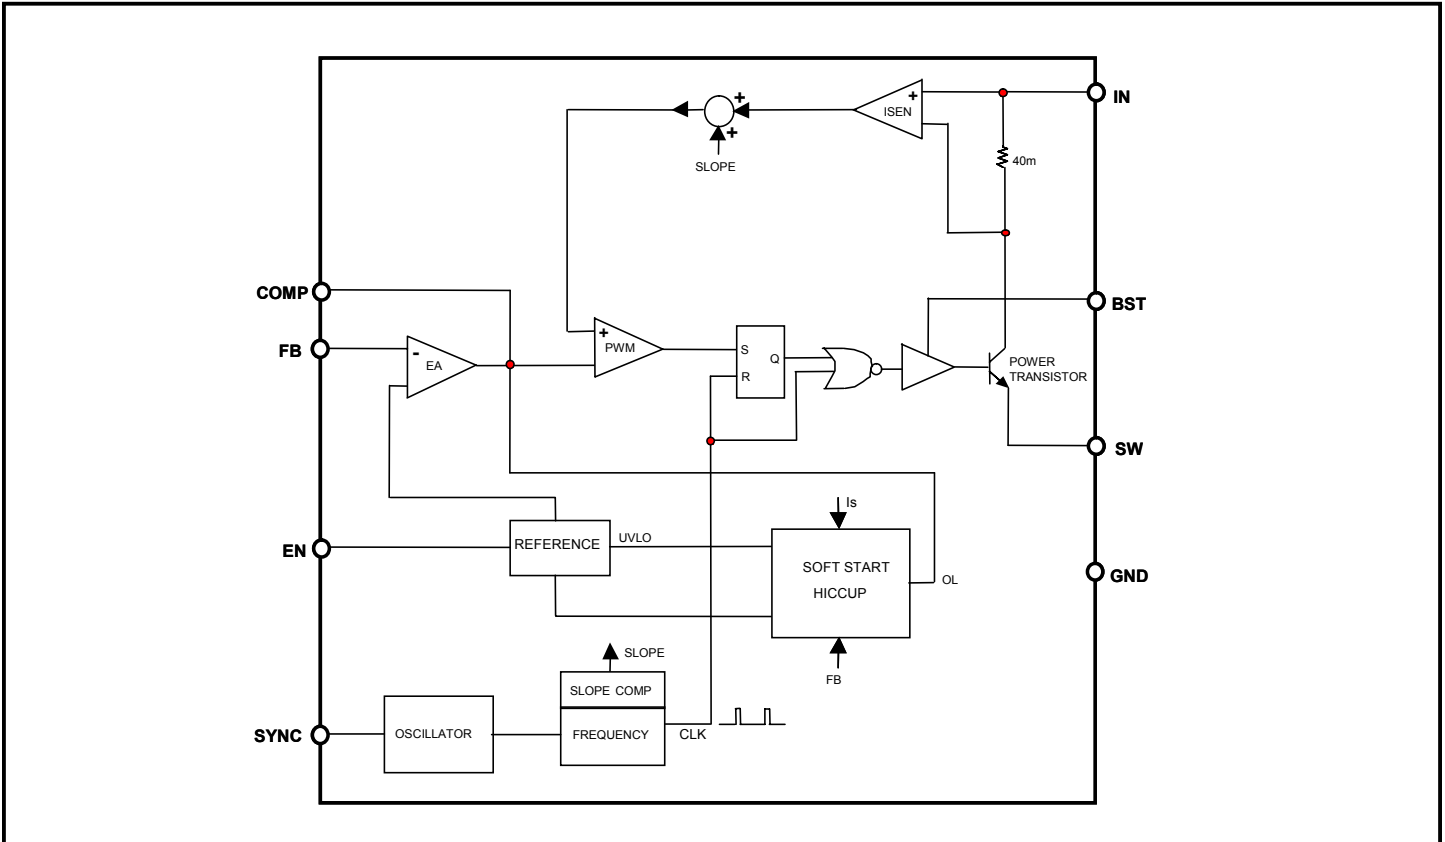 +
IN
+
ISEN
+
SLOPE
40m
COMP
BST
+
PWM
S
Q
R
FB
-
EA
POWER
TRANSISTOR
SW
Is
EN
REFERENCE
UVLO
SOFT START
HICCUP
OL
GND
SLOPE
FB
SLOPE COMP
SYNC
OSCILLATOR
FREQUENCY
CLK